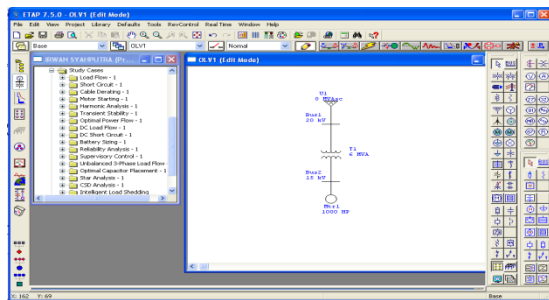 ETAP 7.5.0 - [OLV1 (Edit Mode)]
File Edit View Project Library Defaults Tools RevControl Real Time Window Help
Base
OLV1
Normal
IRWAN SYAHPUTRA (Pr...
OLV1 (Edit Mode)
Study Cases
Load Flow - 1
Short Circuit - 1
Cable Derating - 1
Motor Starting - 1
Harmonic Analysis - 1
Transient Stability - 1
Optimal Power Flow - 1
DC Load Flow - 1
DC Short Circuit - 1
Battery Sizing - 1
Reliability Analysis - 1
Supervisory Control - 1
Unbalanced 3-Phase Load Flow -
Optimal Capacitor Placement - 1
Star Analysis - 1
CSD Analysis - 1
Intelligent Load Shedding
U1
0 MVAsc
Bus1
20 kV
T1
6 MVA
Bus2
15 kV
Mtr1
1000 HP
X: 162 Y: 69
Base